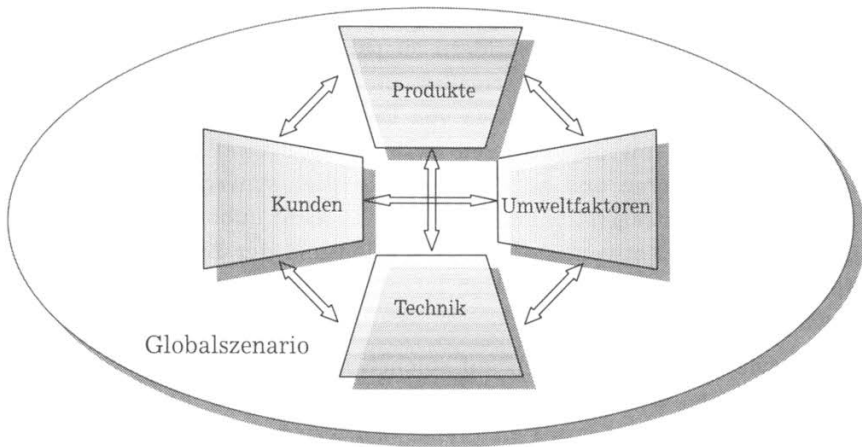 Produkte
Kunden
Umweltfaktoren
Technik
Globalszenario